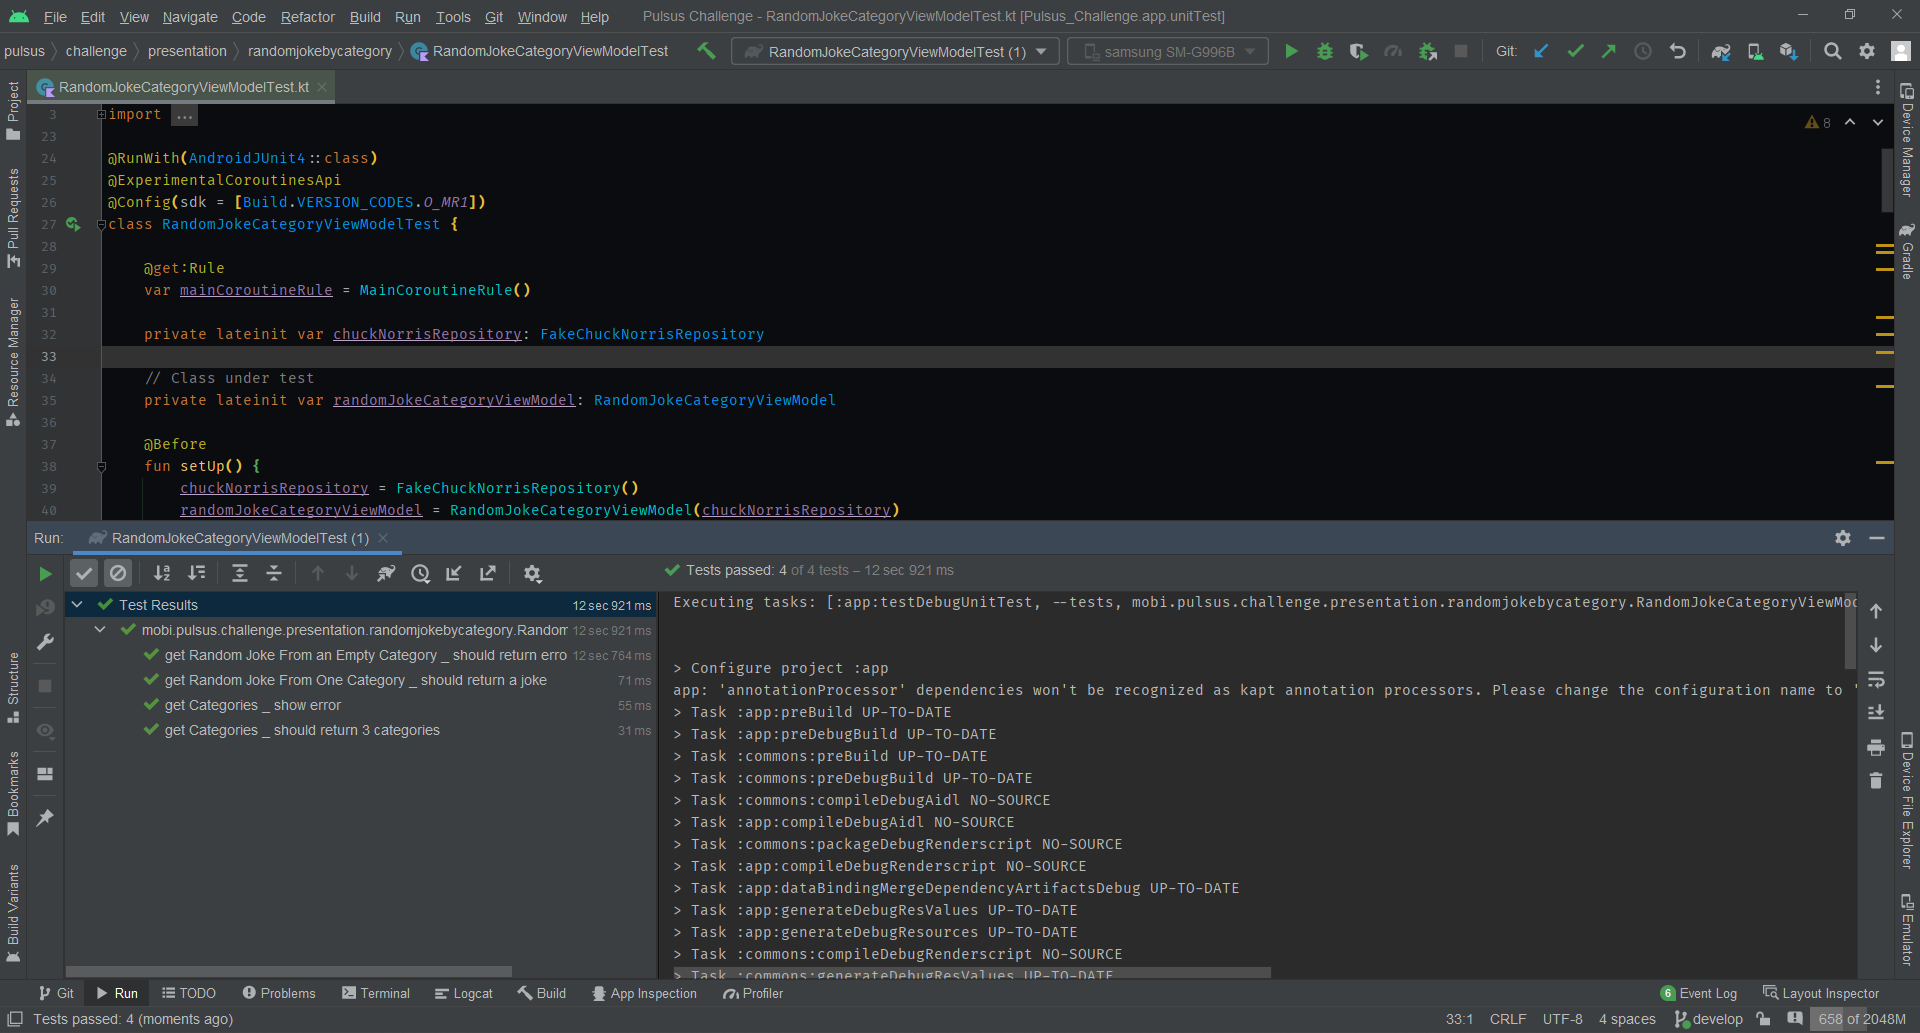 File Edit View Navigate Code Refactor Build Run Tools Git Window Help Pulsus Challenge - RandomJokeCategoryViewModelTest.kt [Pulsus_Challenge.app.unitTest]
pulsus challenge presentation randomjokebycategory RandomJokeCategoryViewModelTest RandomJokeCategoryViewModelTest (1) samsung SM-G996B Git:
RandomJokeCategoryViewModelTest.kt
Project
Pull Requests
Resource Manager
Structure
Bookmarks
Build Variants
3 import ...
8
23
24 @RunWith(AndroidJUnit4::class)
25 @ExperimentalCoroutinesApi
26 @Config(sdk = [Build.VERSION_CODES.O_MR1])
27 class RandomJokeCategoryViewModelTest {
28
29 @get:Rule
30 var mainCoroutineRule = MainCoroutineRule()
31
32 private lateinit var chuckNorrisRepository: FakeChuckNorrisRepository
33
34 // Class under test
35 private lateinit var randomJokeCategoryViewModel: RandomJokeCategoryViewModel
36
37 @Before
38 fun setUp() {
39 chuckNorrisRepository = FakeChuckNorrisRepository()
40 randomJokeCategoryViewModel = RandomJokeCategoryViewModel(chuckNorrisRepository)
Device Manager
Gradle
Device File Explorer
Emulator
Run: RandomJokeCategoryViewModelTest (1)
Tests passed: 4 of 4 tests – 12 sec 921 ms
Test Results 12 sec 921 ms
mobi.pulsus.challenge.presentation.randomjokebycategory.Random 12 sec 921 ms
get Random Joke From an Empty Category _ should return erro 12 sec 764 ms
get Random Joke From One Category _ should return a joke 71 ms
get Categories _ show error 55 ms
get Categories _ should return 3 categories 31 ms
Executing tasks: [:app:testDebugUnitTest, --tests, mobi.pulsus.challenge.presentation.randomjokebycategory.RandomJokeCategoryViewMod
> Configure project :app
app: 'annotationProcessor' dependencies won't be recognized as kapt annotation processors. Please change the configuration name to '
> Task :app:preBuild UP-TO-DATE
> Task :app:preDebugBuild UP-TO-DATE
> Task :commons:preBuild UP-TO-DATE
> Task :commons:preDebugBuild UP-TO-DATE
> Task :commons:compileDebugAidl NO-SOURCE
> Task :app:compileDebugAidl NO-SOURCE
> Task :commons:packageDebugRenderscript NO-SOURCE
> Task :app:compileDebugRenderscript NO-SOURCE
> Task :app:dataBindingMergeDependencyArtifactsDebug UP-TO-DATE
> Task :app:generateDebugResValues UP-TO-DATE
> Task :app:generateDebugResources UP-TO-DATE
> Task :commons:compileDebugRenderscript NO-SOURCE
> Task :commons:generateDebugResValues UP-TO-DATE
Git Run TODO Problems Terminal Logcat Build App Inspection Profiler 6 Event Log Layout Inspector
Tests passed: 4 (moments ago) 33:1 CRLF UTF-8 4 spaces develop 658 of 2048M